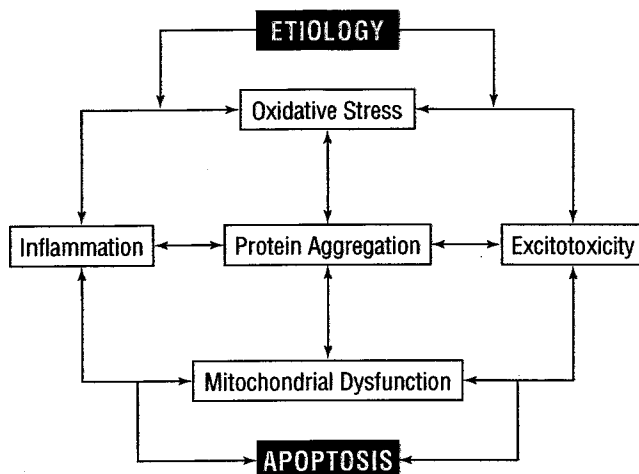 ETIOLOGY
Oxidative Stress
Inflammation
Protein Aggregation
Excitotoxicity
Mitochondrial Dysfunction
APOPTOSIS